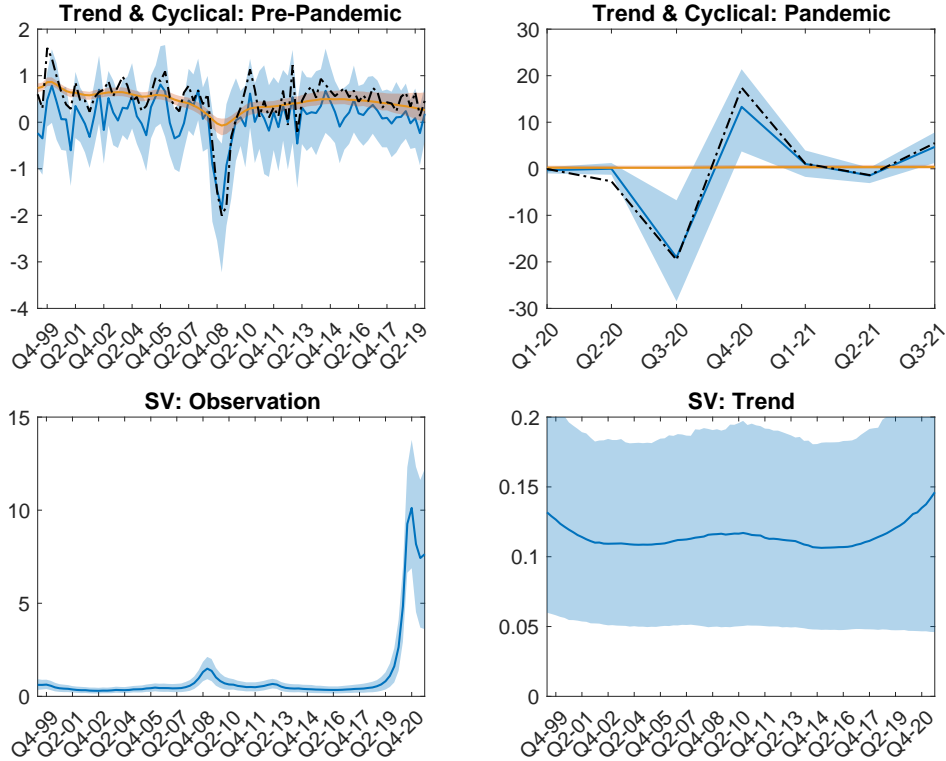 Trend & Cyclical: Pre-Pandemic
2
1
0
-1
-2
-3
-4
Q4-99
Q2-01
Q4-02
Q2-04
Q4-05
Q2-07
Q4-08
Q2-10
Q4-11
Q2-13
Q4-14
Q2-16
Q4-17
Q2-19
Trend & Cyclical: Pandemic
30
20
10
0
-10
-20
-30
Q1-20
Q2-20
Q3-20
Q4-20
Q1-21
Q2-21
Q3-21
SV: Observation
15
10
5
0
Q4-99
Q2-01
Q4-02
Q2-04
Q4-05
Q2-07
Q4-08
Q2-10
Q4-11
Q2-13
Q4-14
Q2-16
Q4-17
Q2-19
Q4-20
SV: Trend
0.2
0.15
0.1
0.05
0
Q4-99
Q2-01
Q4-02
Q2-04
Q4-05
Q2-07
Q4-08
Q2-10
Q4-11
Q2-13
Q4-14
Q2-16
Q4-17
Q2-19
Q4-20